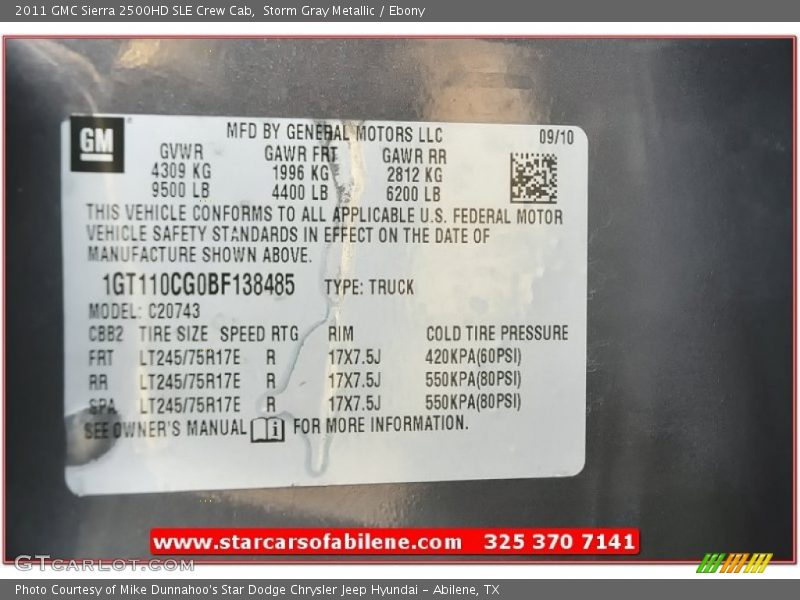 2011 GMC Sierra 2500HD SLE Crew Cab, Storm Gray Metallic / Ebony
GM
MFD BY GENERAL MOTORS LLC 09/10
GVWR GAWR FRT GAWR RR
4309 KG 1996 KG 2812 KG
9500 LB 4400 LB 6200 LB
THIS VEHICLE CONFORMS TO ALL APPLICABLE U.S. FEDERAL MOTOR
VEHICLE SAFETY STANDARDS IN EFFECT ON THE DATE OF
MANUFACTURE SHOWN ABOVE.
1GT110CG0BF138485 TYPE: TRUCK
MODEL: C20743
CBB2 TIRE SIZE SPEED RTG RIM COLD TIRE PRESSURE
FRT LT245/75R17E R 17X7.5J 420KPA(60PSI)
RR LT245/75R17E R 17X7.5J 550KPA(80PSI)
SPA LT245/75R17E R 17X7.5J 550KPA(80PSI)
SEE OWNER'S MANUAL i FOR MORE INFORMATION.
www.starcarsofabilene.com 325 370 7141
GTcarlot.com
Photo Courtesy of Mike Dunnahoo's Star Dodge Chrysler Jeep Hyundai - Abilene, TX